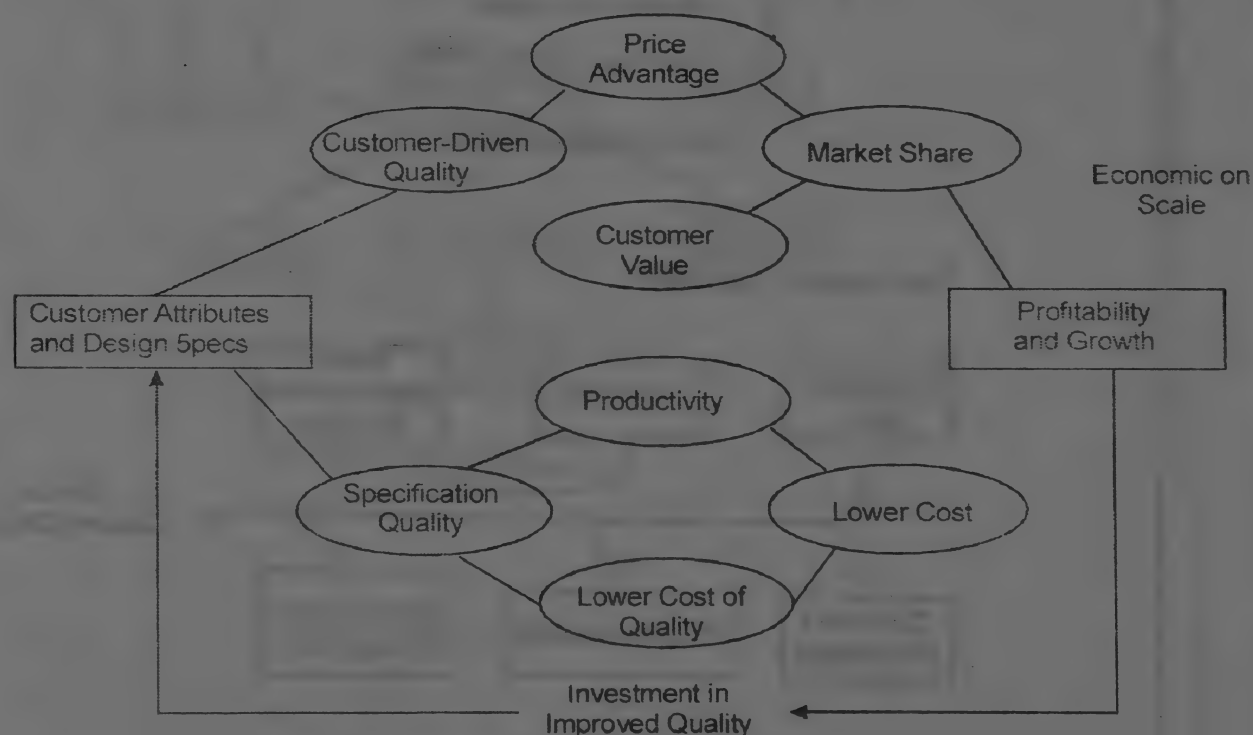 Price
Advantage
Customer-Driven
Quality
Market Share
Economic on
Scale
Customer
Value
Customer Attributes
and Design 5pecs
Profitability
and Growth
Productivity
Specification
Quality
Lower Cost
Lower Cost of
Quality
Investment in
Improved Quality